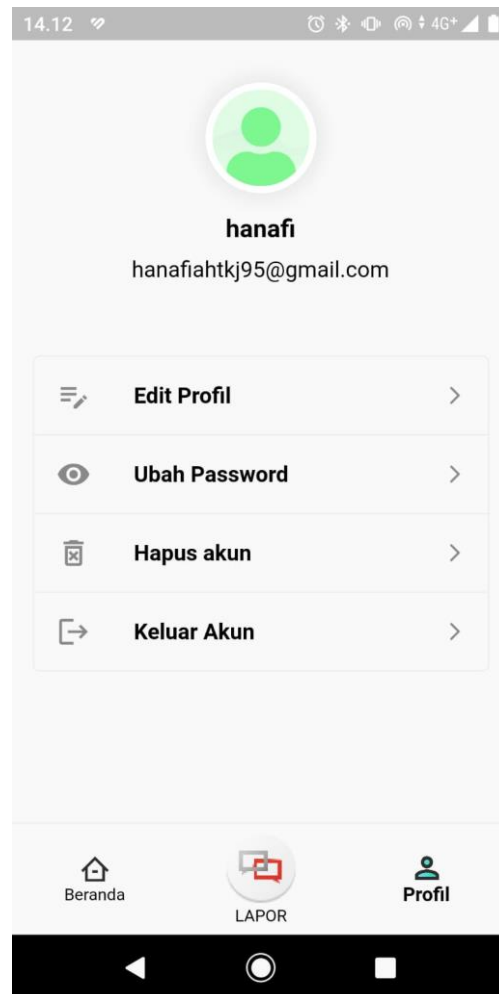 14.12
4G+
hanafi
hanafiahtkj95@gmail.com
Edit Profil
Ubah Password
Hapus akun
Keluar Akun
Beranda
LAPOR
Profil